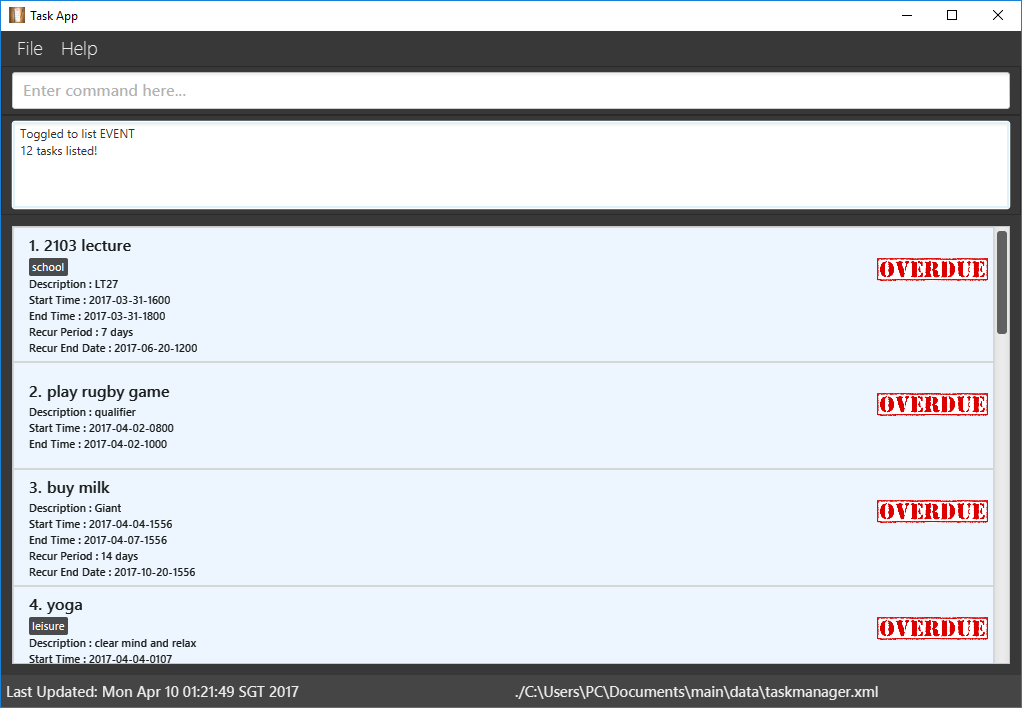 Task App
File Help
Enter command here...
Toggled to list EVENT
12 tasks listed!
1. 2103 lecture
school
OVERDUE
Description : LT27
Start Time : 2017-03-31-1600
End Time : 2017-03-31-1800
Recur Period : 7 days
Recur End Date : 2017-06-20-1200
2. play rugby game
OVERDUE
Description : qualifier
Start Time : 2017-04-02-0800
End Time : 2017-04-02-1000
3. buy milk
OVERDUE
Description : Giant
Start Time : 2017-04-04-1556
End Time : 2017-04-07-1556
Recur Period : 14 days
Recur End Date : 2017-10-20-1556
4. yoga
leisure
OVERDUE
Description : clear mind and relax
Start Time : 2017-04-04-0107
Last Updated: Mon Apr 10 01:21:49 SGT 2017 ./C:\Users\PC\Documents\main\data\taskmanager.xml